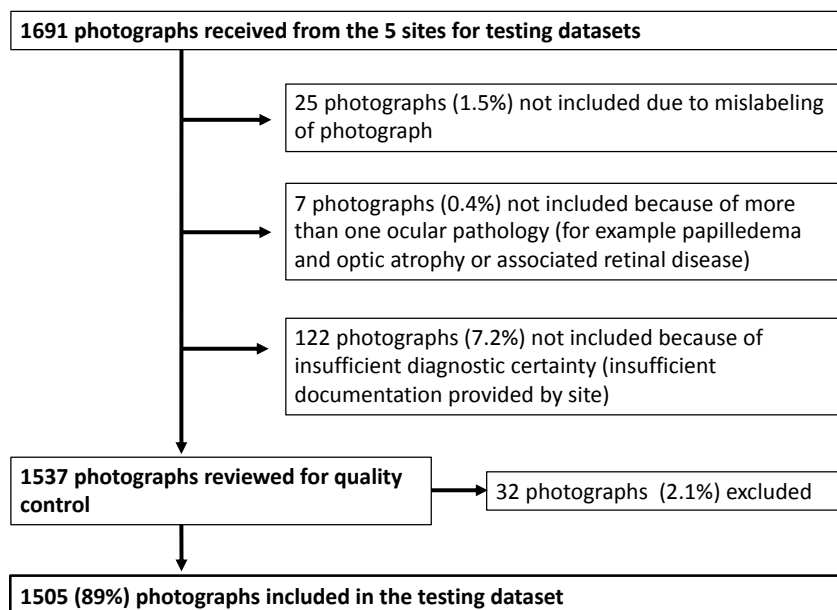 1691 photographs received from the 5 sites for testing datasets
25 photographs (1.5%) not included due to mislabeling
of photograph
7 photographs (0.4%) not included because of more
than one ocular pathology (for example papilledema
and optic atrophy or associated retinal disease)
122 photographs (7.2%) not included because of
insufficient diagnostic certainty (insufficient
documentation provided by site)
1537 photographs reviewed for quality
control
32 photographs (2.1%) excluded
1505 (89%) photographs included in the testing dataset